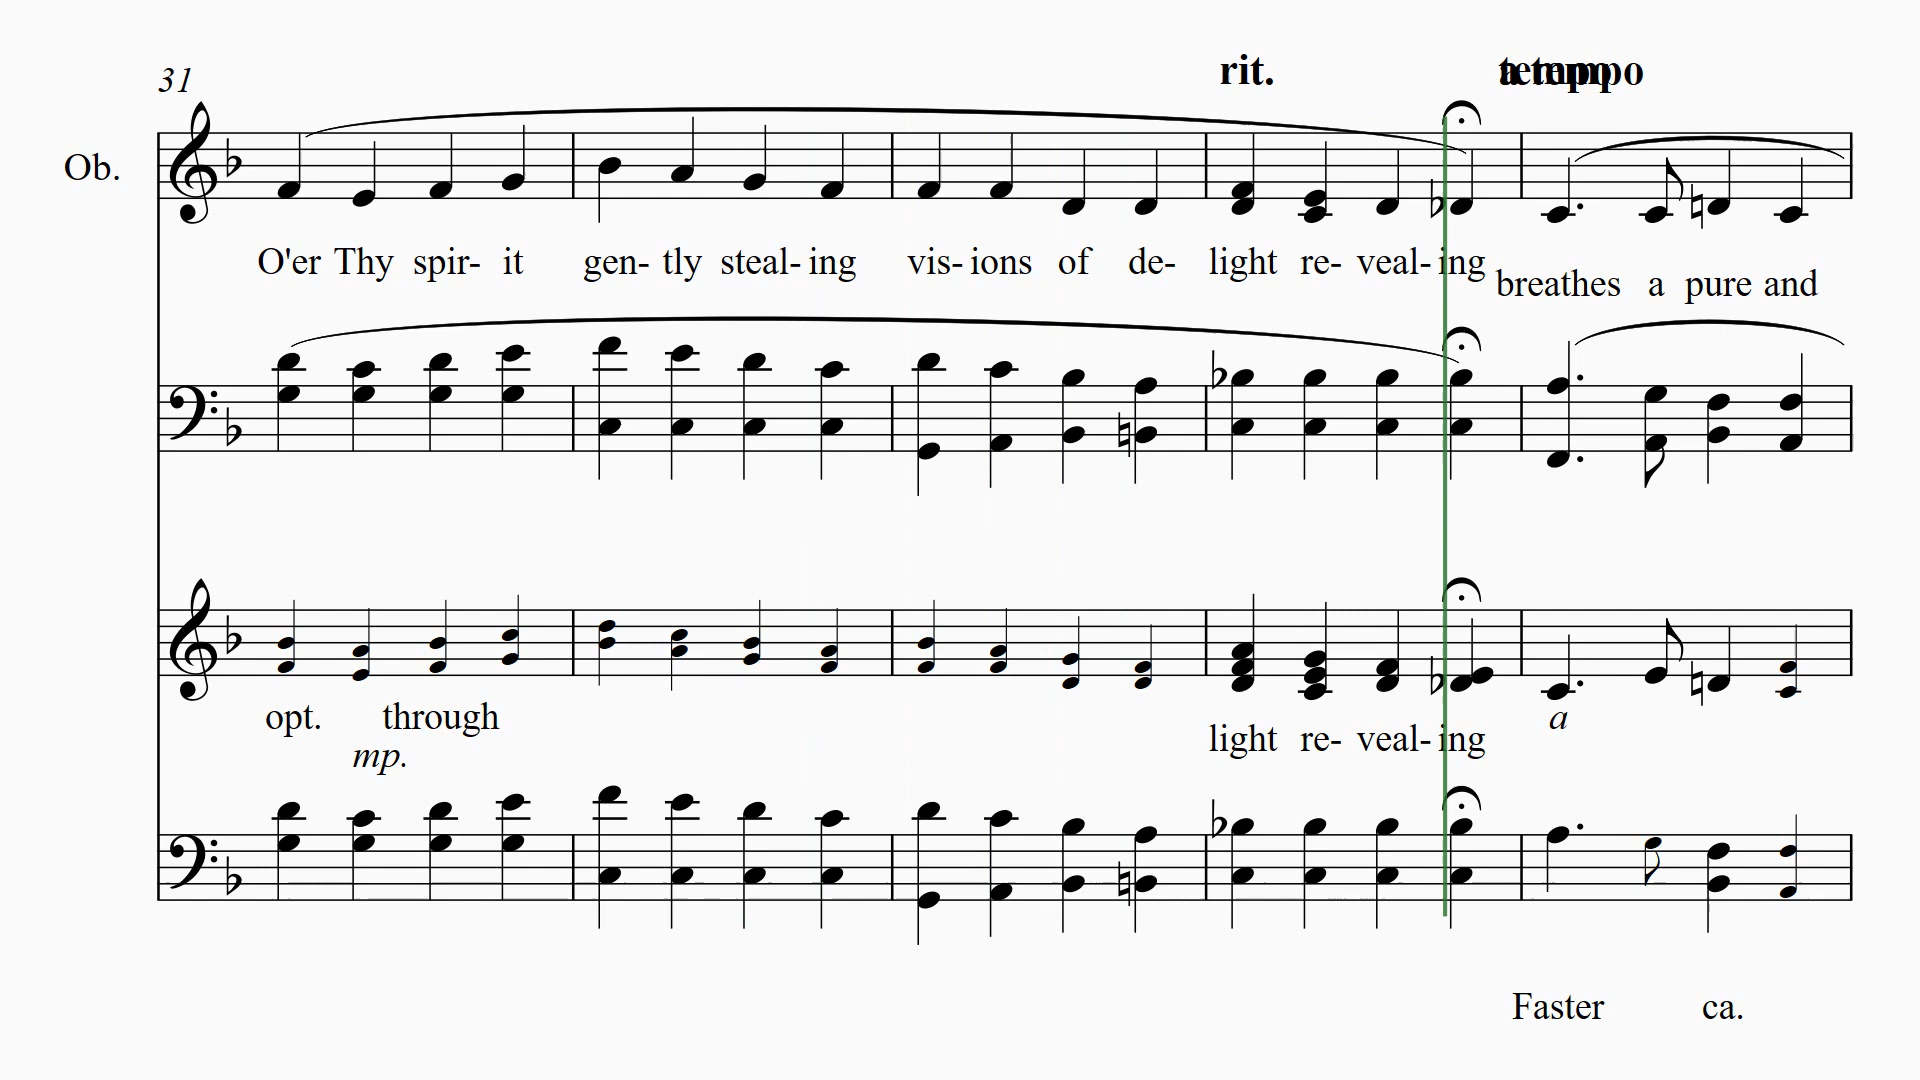 rit. a tempo
31
Ob.
O'er Thy spir- it gen- tly steal- ing vis- ions of de- light re- veal- ing
breathes a pure and
opt. through a
mp. light re- veal- ing
Faster ca.